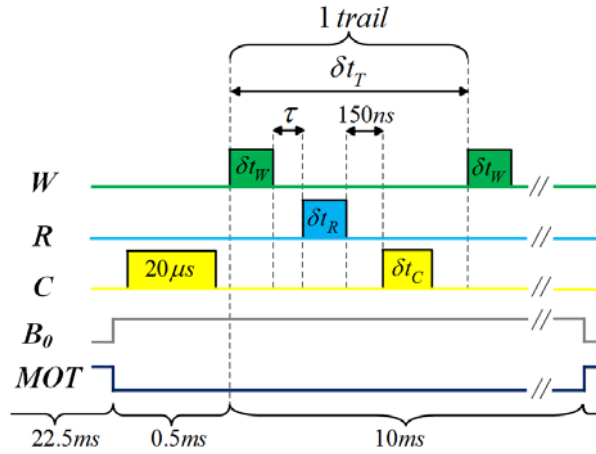 1 trail
δt_T
τ
150ns
W
δt_W
δt_W
R
δt_R
C
20μs
δt_C
B_0
MOT
22.5ms
0.5ms
10ms